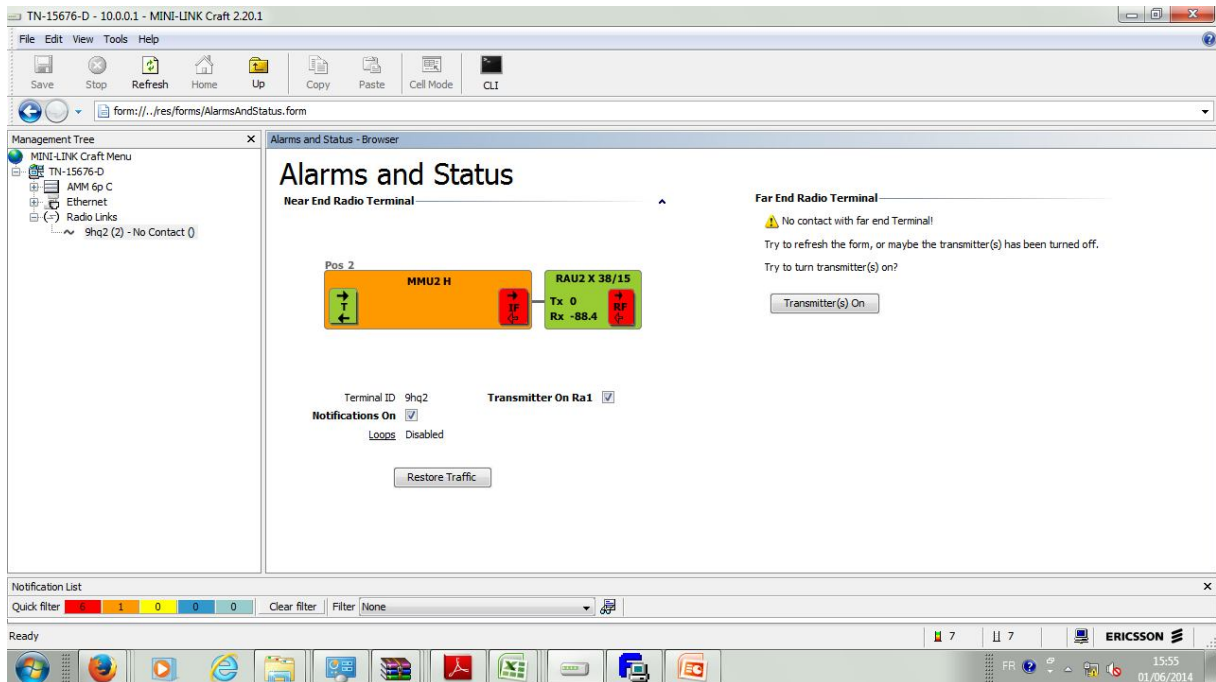 TN-15676-D - 10.0.0.1 - MINI-LINK Craft 2.20.1
File Edit View Tools Help
Save Stop Refresh Home Up Copy Paste Cell Mode CLI
form://../res/forms/AlarmsAndStatus.form
Management Tree X
Alarms and Status - Browser
MINI-LINK Craft Menu
TN-15676-D
AMM 6p C
Ethernet
Radio Links
9hq2 (2) - No Contact ()
Alarms and Status
Near End Radio Terminal
Pos 2
MMU2 H
RAU2 X 38/15
T
IF
Tx 0
Rx -88.4
RF
Terminal ID 9hq2
Transmitter On Ra1
Notifications On
Loops Disabled
Restore Traffic
Far End Radio Terminal
No contact with far end Terminal!
Try to refresh the form, or maybe the transmitter(s) has been turned off.
Try to turn transmitter(s) on?
Transmitter(s) On
Notification List X
Quick filter 6 1 0 0 0 Clear filter Filter None
Ready 7 7 ERICSSON
FR 15:55
01/06/2014